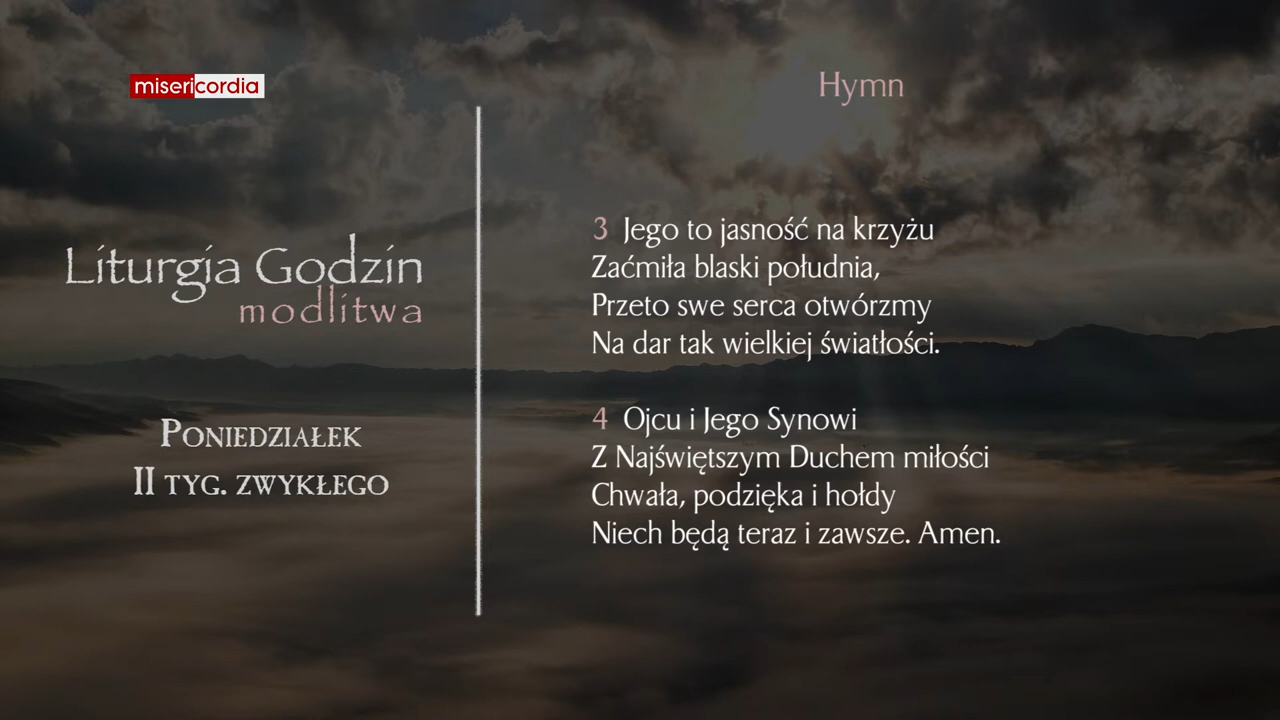 misericordia
Liturgia Godzin
modlitwa
Poniedziałek
II tyg. zwykłego
Hymn
3 Jego to jasność na krzyżu
Zaćmiła blaski południa,
Przeto swe serca otwórzmy
Na dar tak wielkiej światłości.
4 Ojcu i Jego Synowi
Z Najświętszym Duchem miłości
Chwała, podzięka i hołdy
Niech będą teraz i zawsze. Amen.